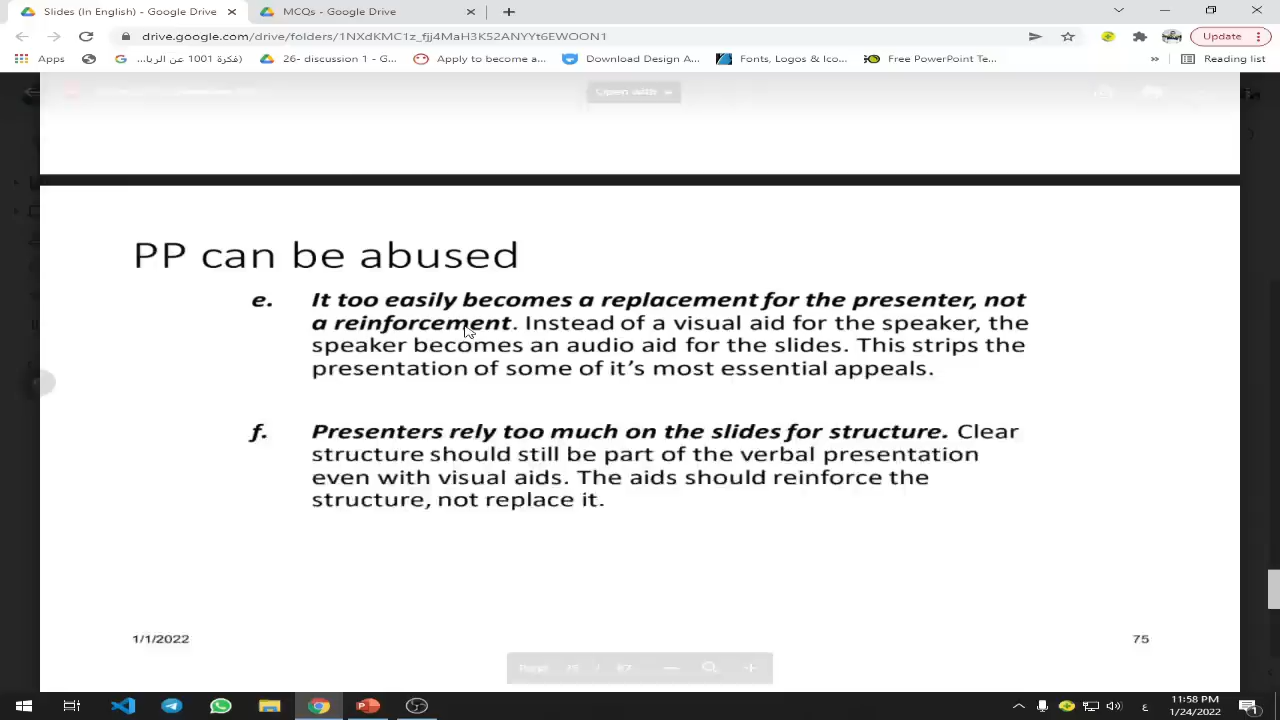 Slides (In English) - Google Drive
MCQs - Google Drive
drive.google.com/drive/folders/1NXdKMC1z_fjj4MaH3K52ANYYt6EWOON1
Update
Apps
...فكرة) 1001 عن الربا
26- discussion 1 - G...
Apply to become a...
Download Design A...
Fonts, Logos & Ico...
Free PowerPoint Te...
»
Reading list
Open with
PP can be abused
e. It too easily becomes a replacement for the presenter, not
a reinforcement. Instead of a visual aid for the speaker, the
speaker becomes an audio aid for the slides. This strips the
presentation of some of it's most essential appeals.
f. Presenters rely too much on the slides for structure. Clear
structure should still be part of the verbal presentation
even with visual aids. The aids should reinforce the
structure, not replace it.
1/1/2022
75
Page / 87
11:58 PM
1/24/2022
ع